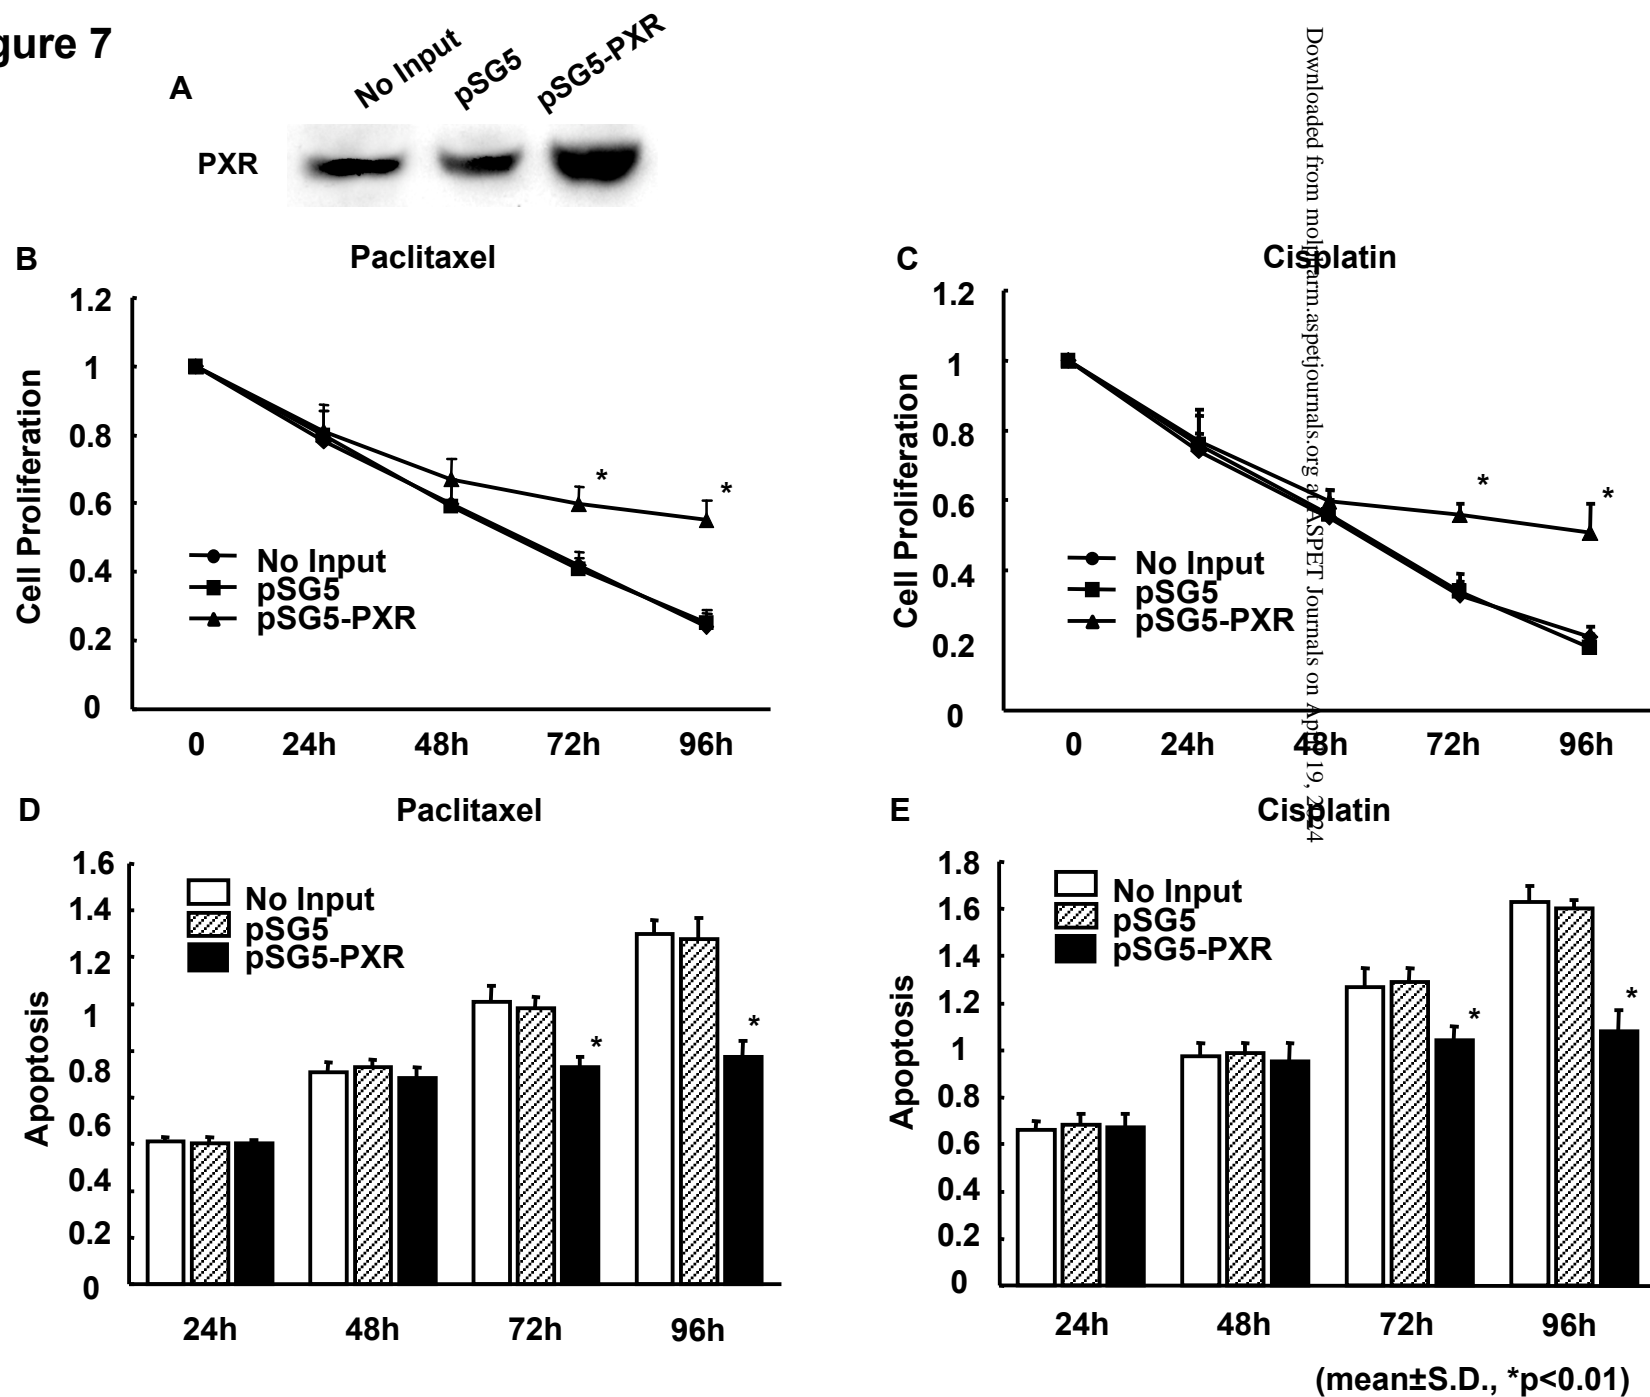 gure 7
A
No Input
pSG5
pSG5-PXR
PXR
B
Paclitaxel
Cell Proliferation
1.2
1
0.8
0.6
0.4
0.2
0
*
*
No Input
pSG5
pSG5-PXR
0 24h 48h 72h 96h
C
Cisplatin
Cell Proliferation
1.2
1
0.8
0.6
0.4
0.2
0
*
*
No Input
pSG5
pSG5-PXR
0 24h 48h 72h 96h
D
Paclitaxel
Apoptosis
1.6
1.4
1.2
1
0.8
0.6
0.4
0.2
0
No Input
pSG5
pSG5-PXR
*
*
24h 48h 72h 96h
E
Cisplatin
Apoptosis
1.8
1.6
1.4
1.2
1
0.8
0.6
0.4
0.2
0
No Input
pSG5
pSG5-PXR
*
*
24h 48h 72h 96h
(mean±S.D., *p<0.01)
Downloaded from molpharm.aspetjournals.org at ASPET Journals on April 19, 2024